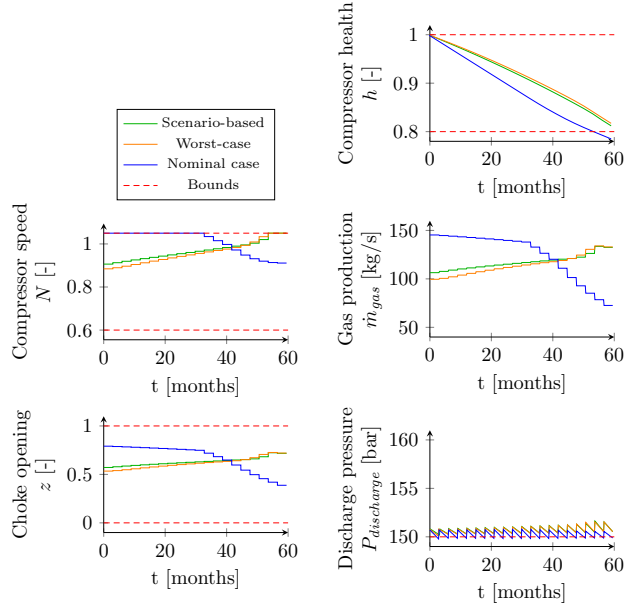 Compressor health
h [-]
1
0.9
0.8
0
20
40
60
t [months]
Scenario-based
Worst-case
Nominal case
Bounds
Compressor speed
N [-]
1
0.8
0.6
0
20
40
60
t [months]
Gas production
ṁgas [kg/s]
150
100
50
0
20
40
60
t [months]
Choke opening
z [-]
1
0.5
0
0
20
40
60
t [months]
Discharge pressure
Pdischarge [bar]
160
155
150
0
20
40
60
t [months]